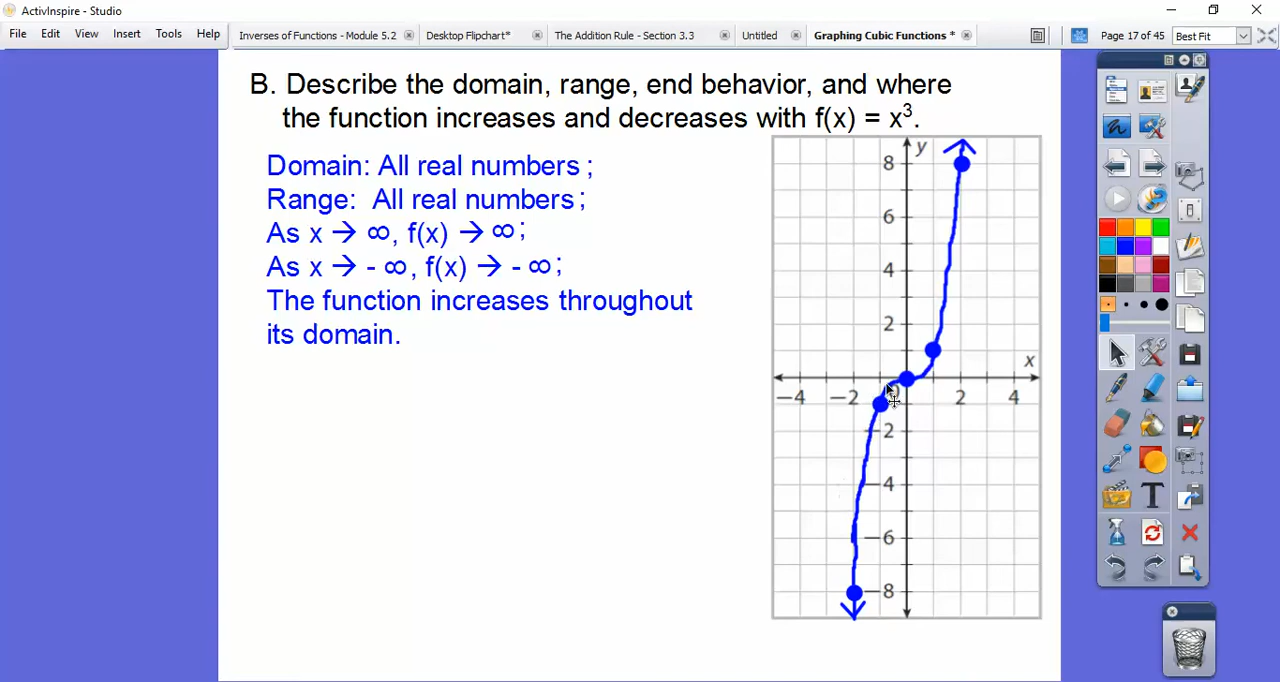 ActivInspire - Studio
File Edit View Insert Tools Help
Inverses of Functions - Module 5.2 Desktop Flipchart* The Addition Rule - Section 3.3 Untitled Graphing Cubic Functions * Page 17 of 45 Best Fit
B. Describe the domain, range, end behavior, and where
the function increases and decreases with f(x) = x³.
Domain: All real numbers ;
Range: All real numbers ;
As x → ∞, f(x) → ∞ ;
As x → - ∞, f(x) → - ∞ ;
The function increases throughout
its domain.
y
8
6
4
2
x
−4 −2 0 2 4
−2
−4
−6
−8
T